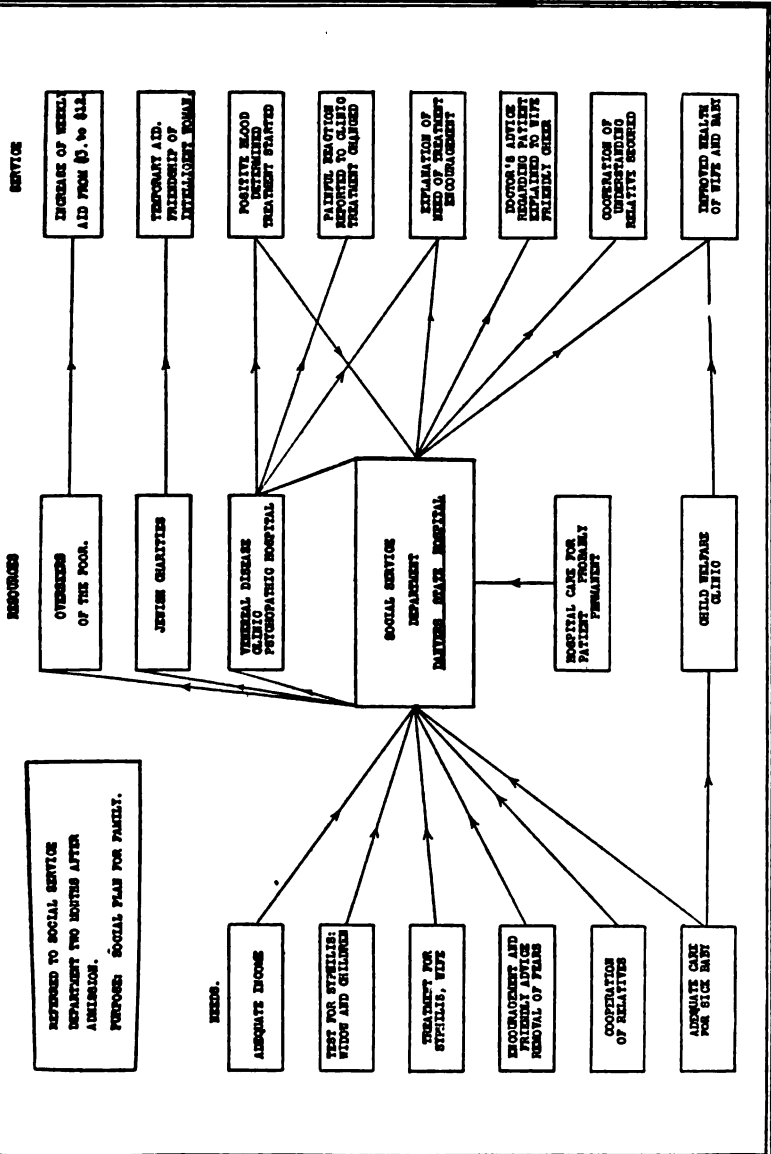 REFERRED TO SOCIAL SERVICE
DEPARTMENT TWO MONTHS AFTER
ADMISSION.
PURPOSE: SOCIAL PLAN FOR FAMILY.
NEEDS.
ADEQUATE INCOME
TEST FOR SYPHILIS:
WIDOW AND CHILDREN
TREATMENT FOR
SYPHILIS, WIFE
ENCOURAGEMENT AND
FRIENDLY ADVICE
REMOVAL OF FEARS
COOPERATION
OF RELATIVES
ADEQUATE CARE
FOR SICK BABY
RESOURCES
OVERSEERS
OF THE POOR.
JEWISH CHARITIES
VENEREAL DISEASE
CLINIC
PSYCHOPATHIC HOSPITAL
SOCIAL SERVICE
DEPARTMENT
DANVERS STATE HOSPITAL
HOSPITAL CARE FOR
PATIENT PROBABLY
PERMANENT
CHILD WELFARE
CLINIC
SERVICE
INCREASE OF WEEKLY
AID FROM $3. to $12.
TEMPORARY AID.
FRIENDSHIP OF
INTELLIGENT WOMAN.
POSITIVE BLOOD
DETERMINED
TREATMENT STARTED
PAINFUL REACTION
REPORTED TO CLINIC
TREATMENT CHANGED
EXPLANATION OF
NEED OF TREATMENT
ENCOURAGEMENT
DOCTOR'S ADVICE
REGARDING PATIENT
EXPLAINED TO WIFE
FRIENDLY CHEER
COOPERATION OF
UNDERSTANDING
RELATIVE SECURED
IMPROVED HEALTH
OF WIFE AND BABY